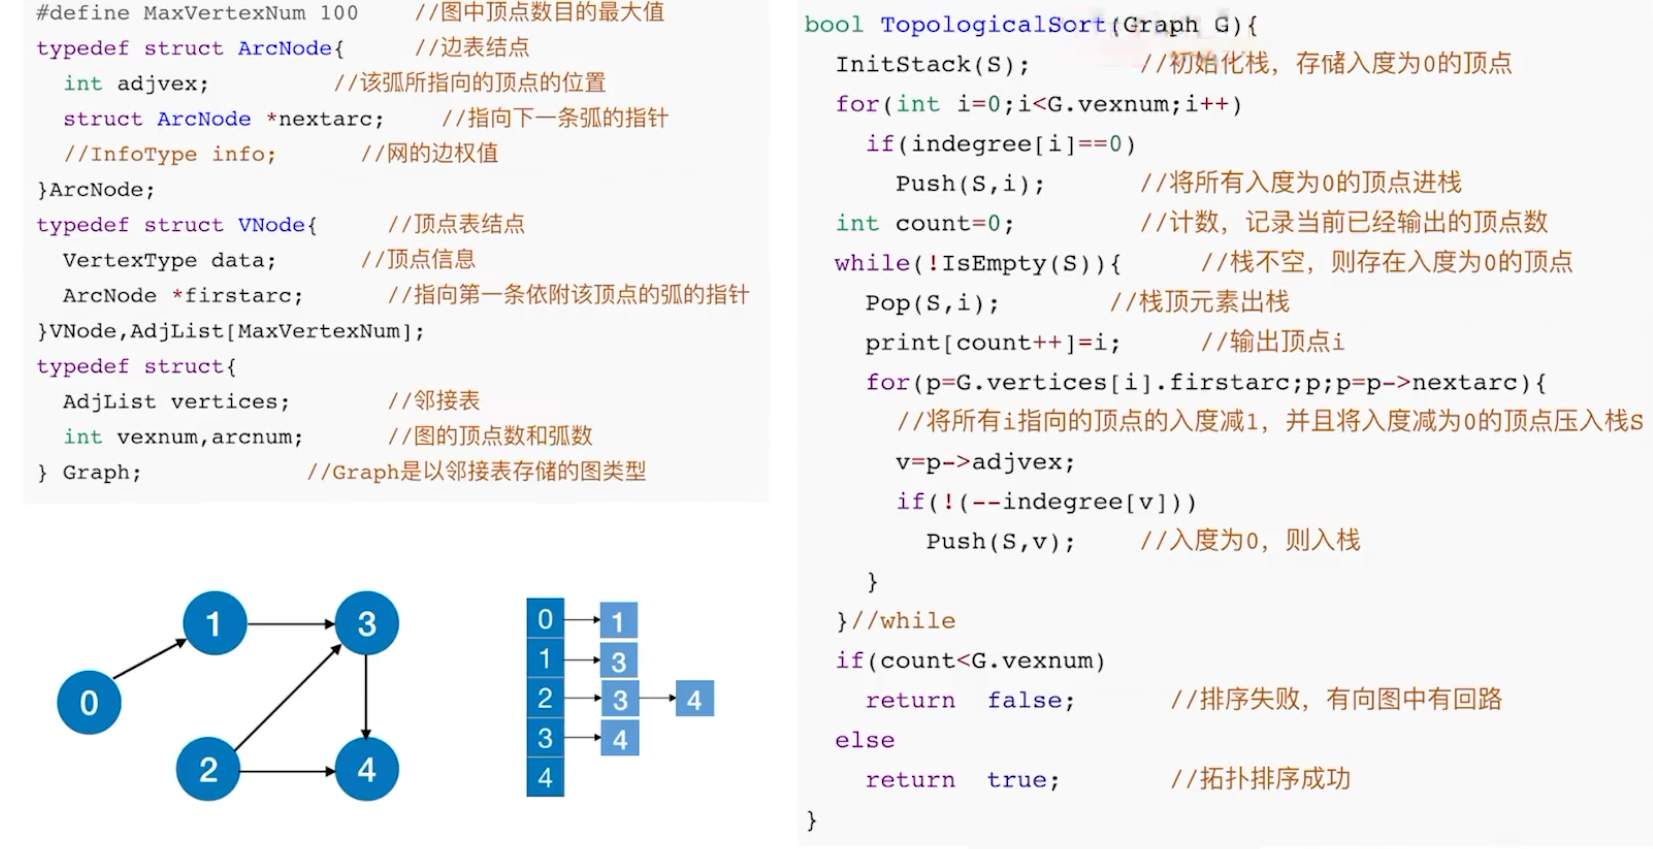 #define MaxVertexNum 100 //图中顶点数目的最大值
typedef struct ArcNode{ //边表结点
int adjvex; //该弧所指向的顶点的位置
struct ArcNode *nextarc; //指向下一条弧的指针
//InfoType info; //网的边权值
}ArcNode;
typedef struct VNode{ //顶点表结点
VertexType data; //顶点信息
ArcNode *firstarc; //指向第一条依附该顶点的弧的指针
}VNode,AdjList[MaxVertexNum];
typedef struct{
AdjList vertices; //邻接表
int vexnum,arcnum; //图的顶点数和弧数
} Graph; //Graph是以邻接表存储的图类型
1
3
0
2
4
0 1
1 3
2 3 4
3 4
4
bool TopologicalSort(Graph G){
InitStack(S); //初始化栈，存储入度为0的顶点
for(int i=0;i<G.vexnum;i++)
if(indegree[i]==0)
Push(S,i); //将所有入度为0的顶点进栈
int count=0; //计数，记录当前已经输出的顶点数
while(!IsEmpty(S)){ //栈不空，则存在入度为0的顶点
Pop(S,i); //栈顶元素出栈
print[count++]=i; //输出顶点i
for(p=G.vertices[i].firstarc;p;p=p->nextarc){
//将所有i指向的顶点的入度减1，并且将入度减为0的顶点压入栈S
v=p->adjvex;
if(!(--indegree[v]))
Push(S,v); //入度为0，则入栈
}
}//while
if(count<G.vexnum)
return false; //排序失败，有向图中有回路
else
return true; //拓扑排序成功
}